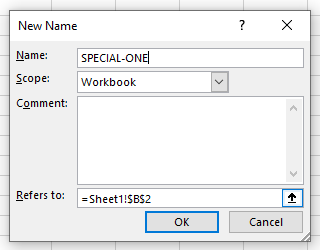 New Name
Name: SPECIAL-ONE
Scope: Workbook
Comment:
Refers to: =Sheet1!$B$2
OK Cancel